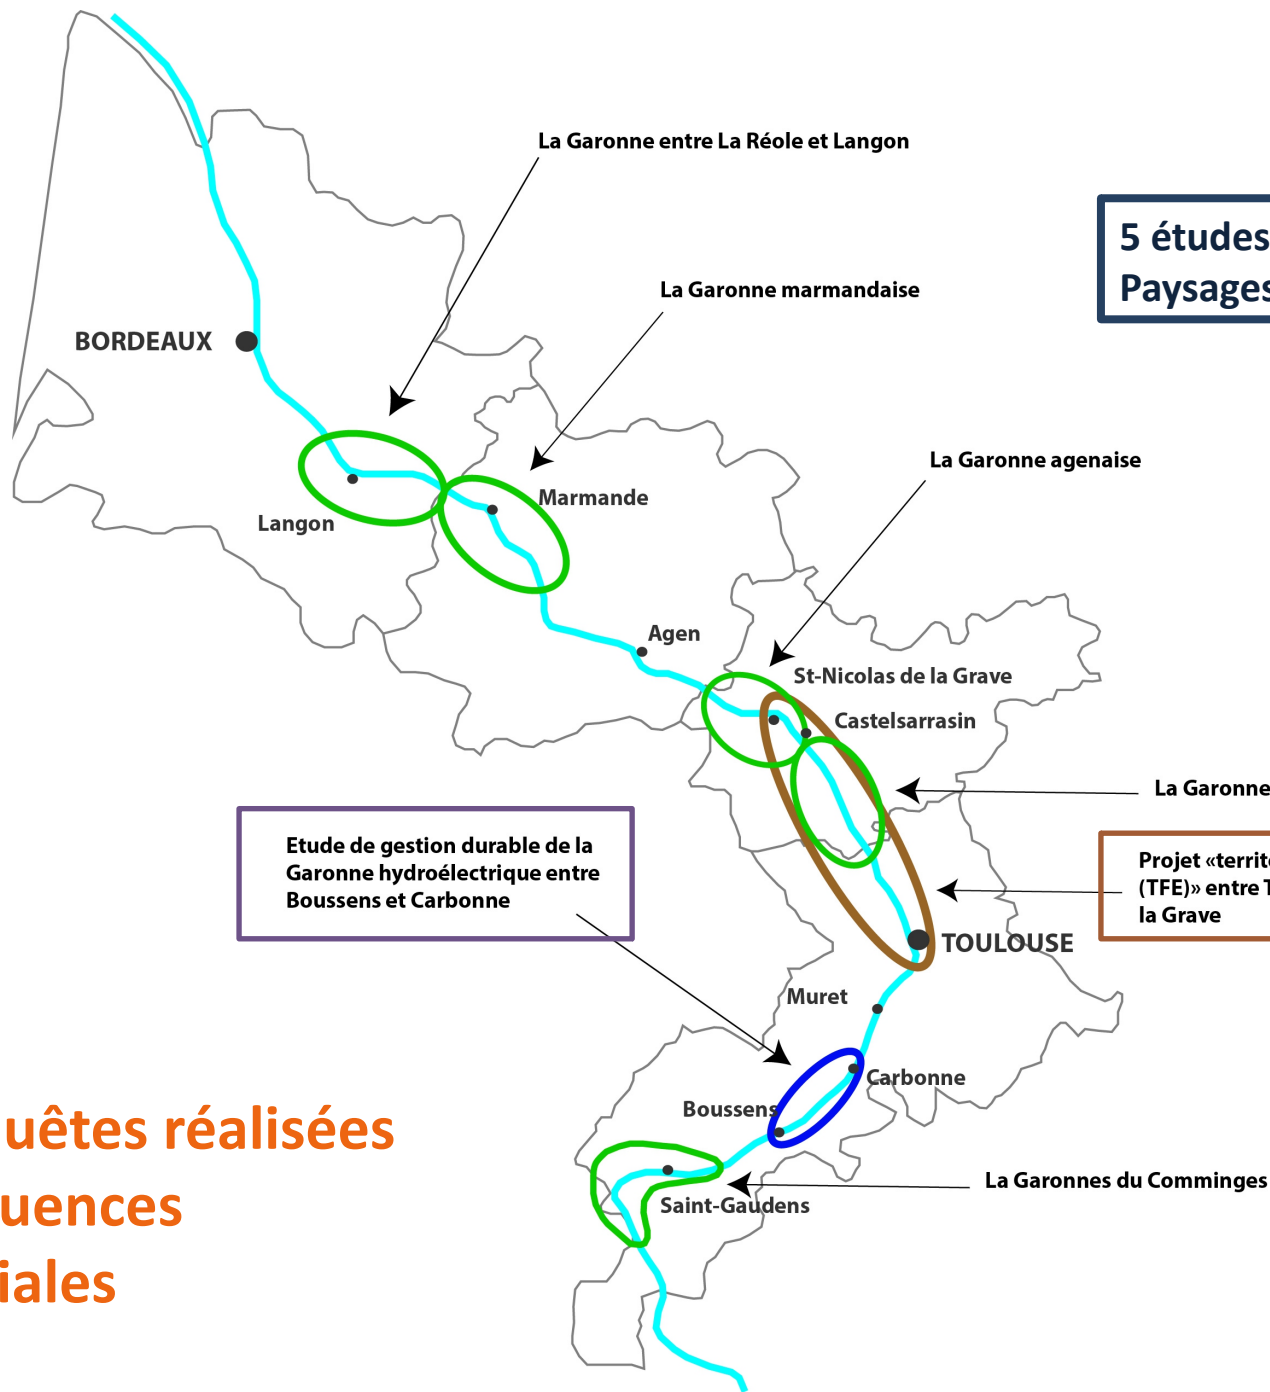 La Garonne entre La Réole et Langon
5 études
Paysages
La Garonne marmandaise
BORDEAUX
La Garonne agenaise
Marmande
Langon
Agen
St-Nicolas de la Grave
Castelsarrasin
La Garonne
Etude de gestion durable de la
Garonne hydroélectrique entre
Boussens et Carbonne
Projet «territo
(TFE)» entre T
la Grave
TOULOUSE
Muret
Carbonne
Boussens
uêtes réalisées
uences
iales
La Garonnes du Comminges
Saint-Gaudens